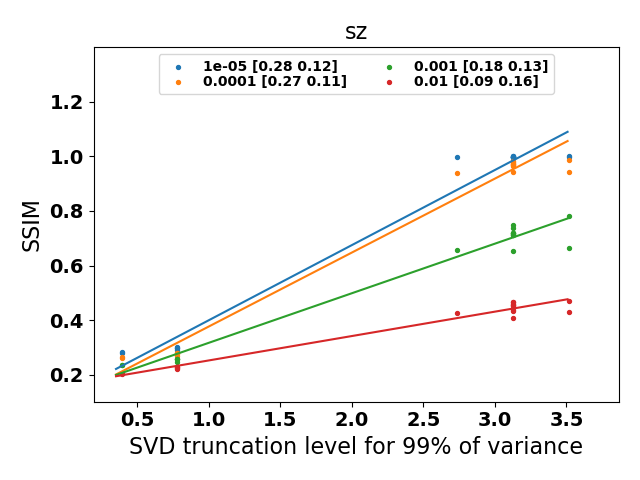 sz
1e-05 [0.28 0.12]
0.0001 [0.27 0.11]
0.001 [0.18 0.13]
0.01 [0.09 0.16]
SSIM
1.2
1.0
0.8
0.6
0.4
0.2
0.5 1.0 1.5 2.0 2.5 3.0 3.5
SVD truncation level for 99% of variance